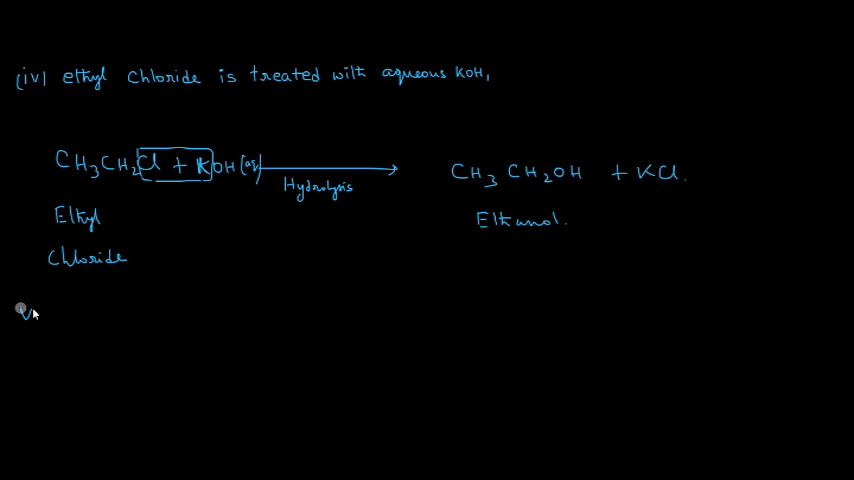 (iv) ethyl chloride is treated with aqueous KOH,
CH3CH2Cl + KOH(aq) CH3CH2OH + KCl.
Hydrolysis
Ethyl Ethanol.
Chloride
v